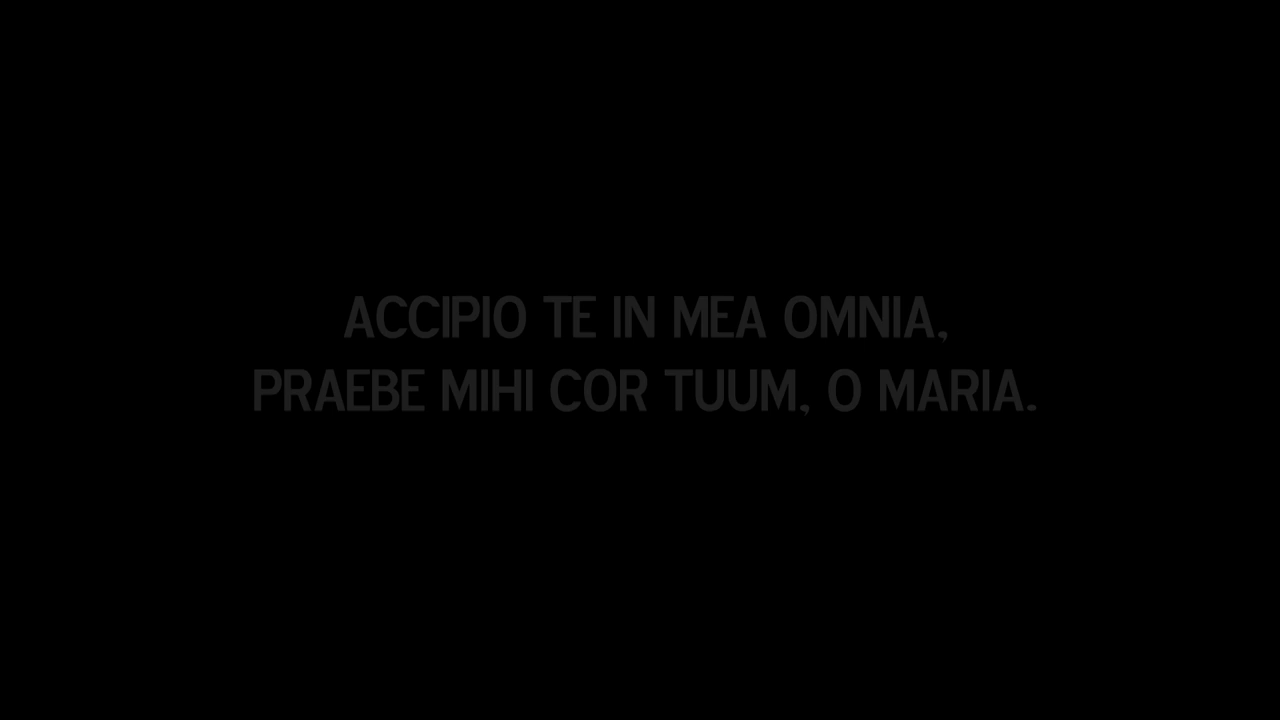 ACCIPIO TE IN MEA OMNIA,
PRAEBE MIHI COR TUUM, O MARIA.